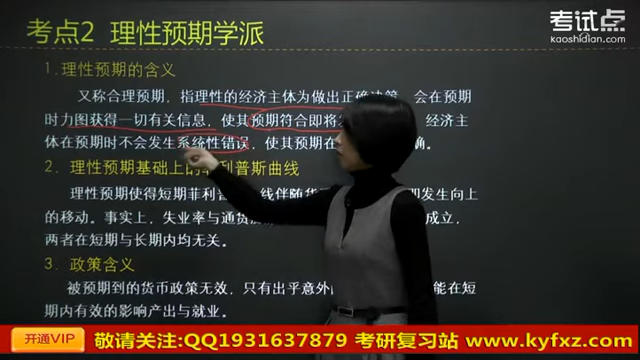 考点2 理性预期学派
考试点
kaoshidian.com
1.理性预期的含义
又称合理预期，指理性的经济主体为做出正确决策，会在预期
时力图获得一切有关信息，使其预期符合即将 经济主
体在预期时不会发生系统性错误，使其预期在 确。
2. 理性预期基础上的菲利普斯曲线
理性预期使得短期菲利普 线伴随货 即发生向上
的移动。事实上，失业率与通货 成立，
两者在短期与长期内均无关。
3. 政策含义
被预期到的货币政策无效，只有出乎意外 能在短
期内有效的影响产出与就业。
开通VIP
敬请关注:QQ1931637879 考研复习站 www.kyfxz.com